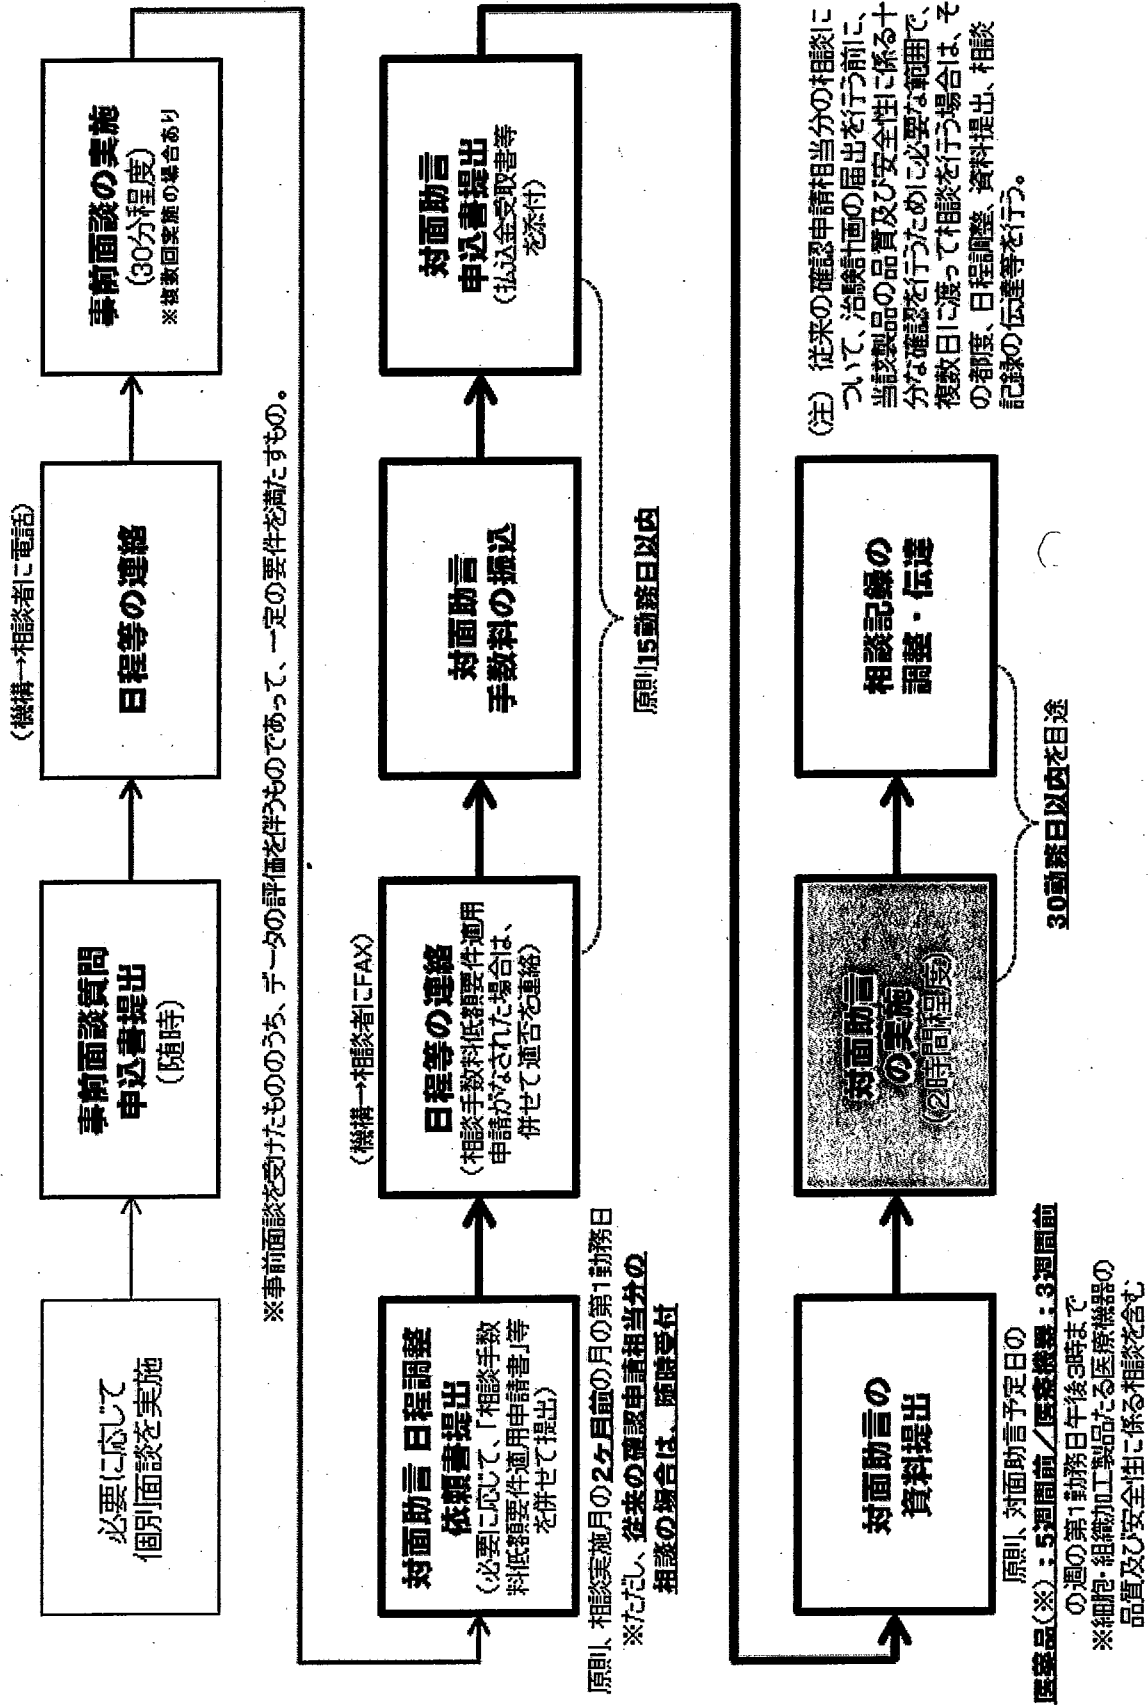 必要に応じて
個別面談を実施
事前面談質問
申込書提出
(随時)
(機構→相談者に電話)
日程等の連絡
事前面談の実施
(30分程度)
※複数回実施の場合あり
※事前面談を受けたもののうち、データの評価を伴うものであって、一定の要件を満たすもの。
対面助言 日程調整
依頼書提出
(必要に応じて、「相談手数
料低額要件適用申請書」等
を併せて提出)
原則、相談実施月の2ヶ月前の月の第1勤務日
※ただし、従来の確認申請相当分の
相談の場合は、随時受付
(機構→相談者にFAX)
日程等の連絡
(相談手数料低額要件適用
申請がなされた場合は、
併せて適否を連絡)
対面助言
手数料の振込
対面助言
申込書提出
(払込金受取書等
を添付)
原則15勤務日以内
対面助言の
資料提出
原則、対面助言予定日の
医薬品(※):5週間前/医療機器:3週間前
の週の第1勤務日午後3時まで
※細胞・組織加工製品たる医療機器の
品質及び安全性に係る相談を含む
対面助言
の実施
(2時間程度)
相談記録の
調整・伝達
30勤務日以内を目途
(注) 従来の確認申請相当分の相談に
ついて、治験計画の届出を行う前に、
当該製品の品質及び安全性に係る十
分な確認を行うために必要な範囲で、
複数日に渡って相談を行う場合は、そ
の都度、日程調整、資料提出、相談
記録の伝達等を行う。